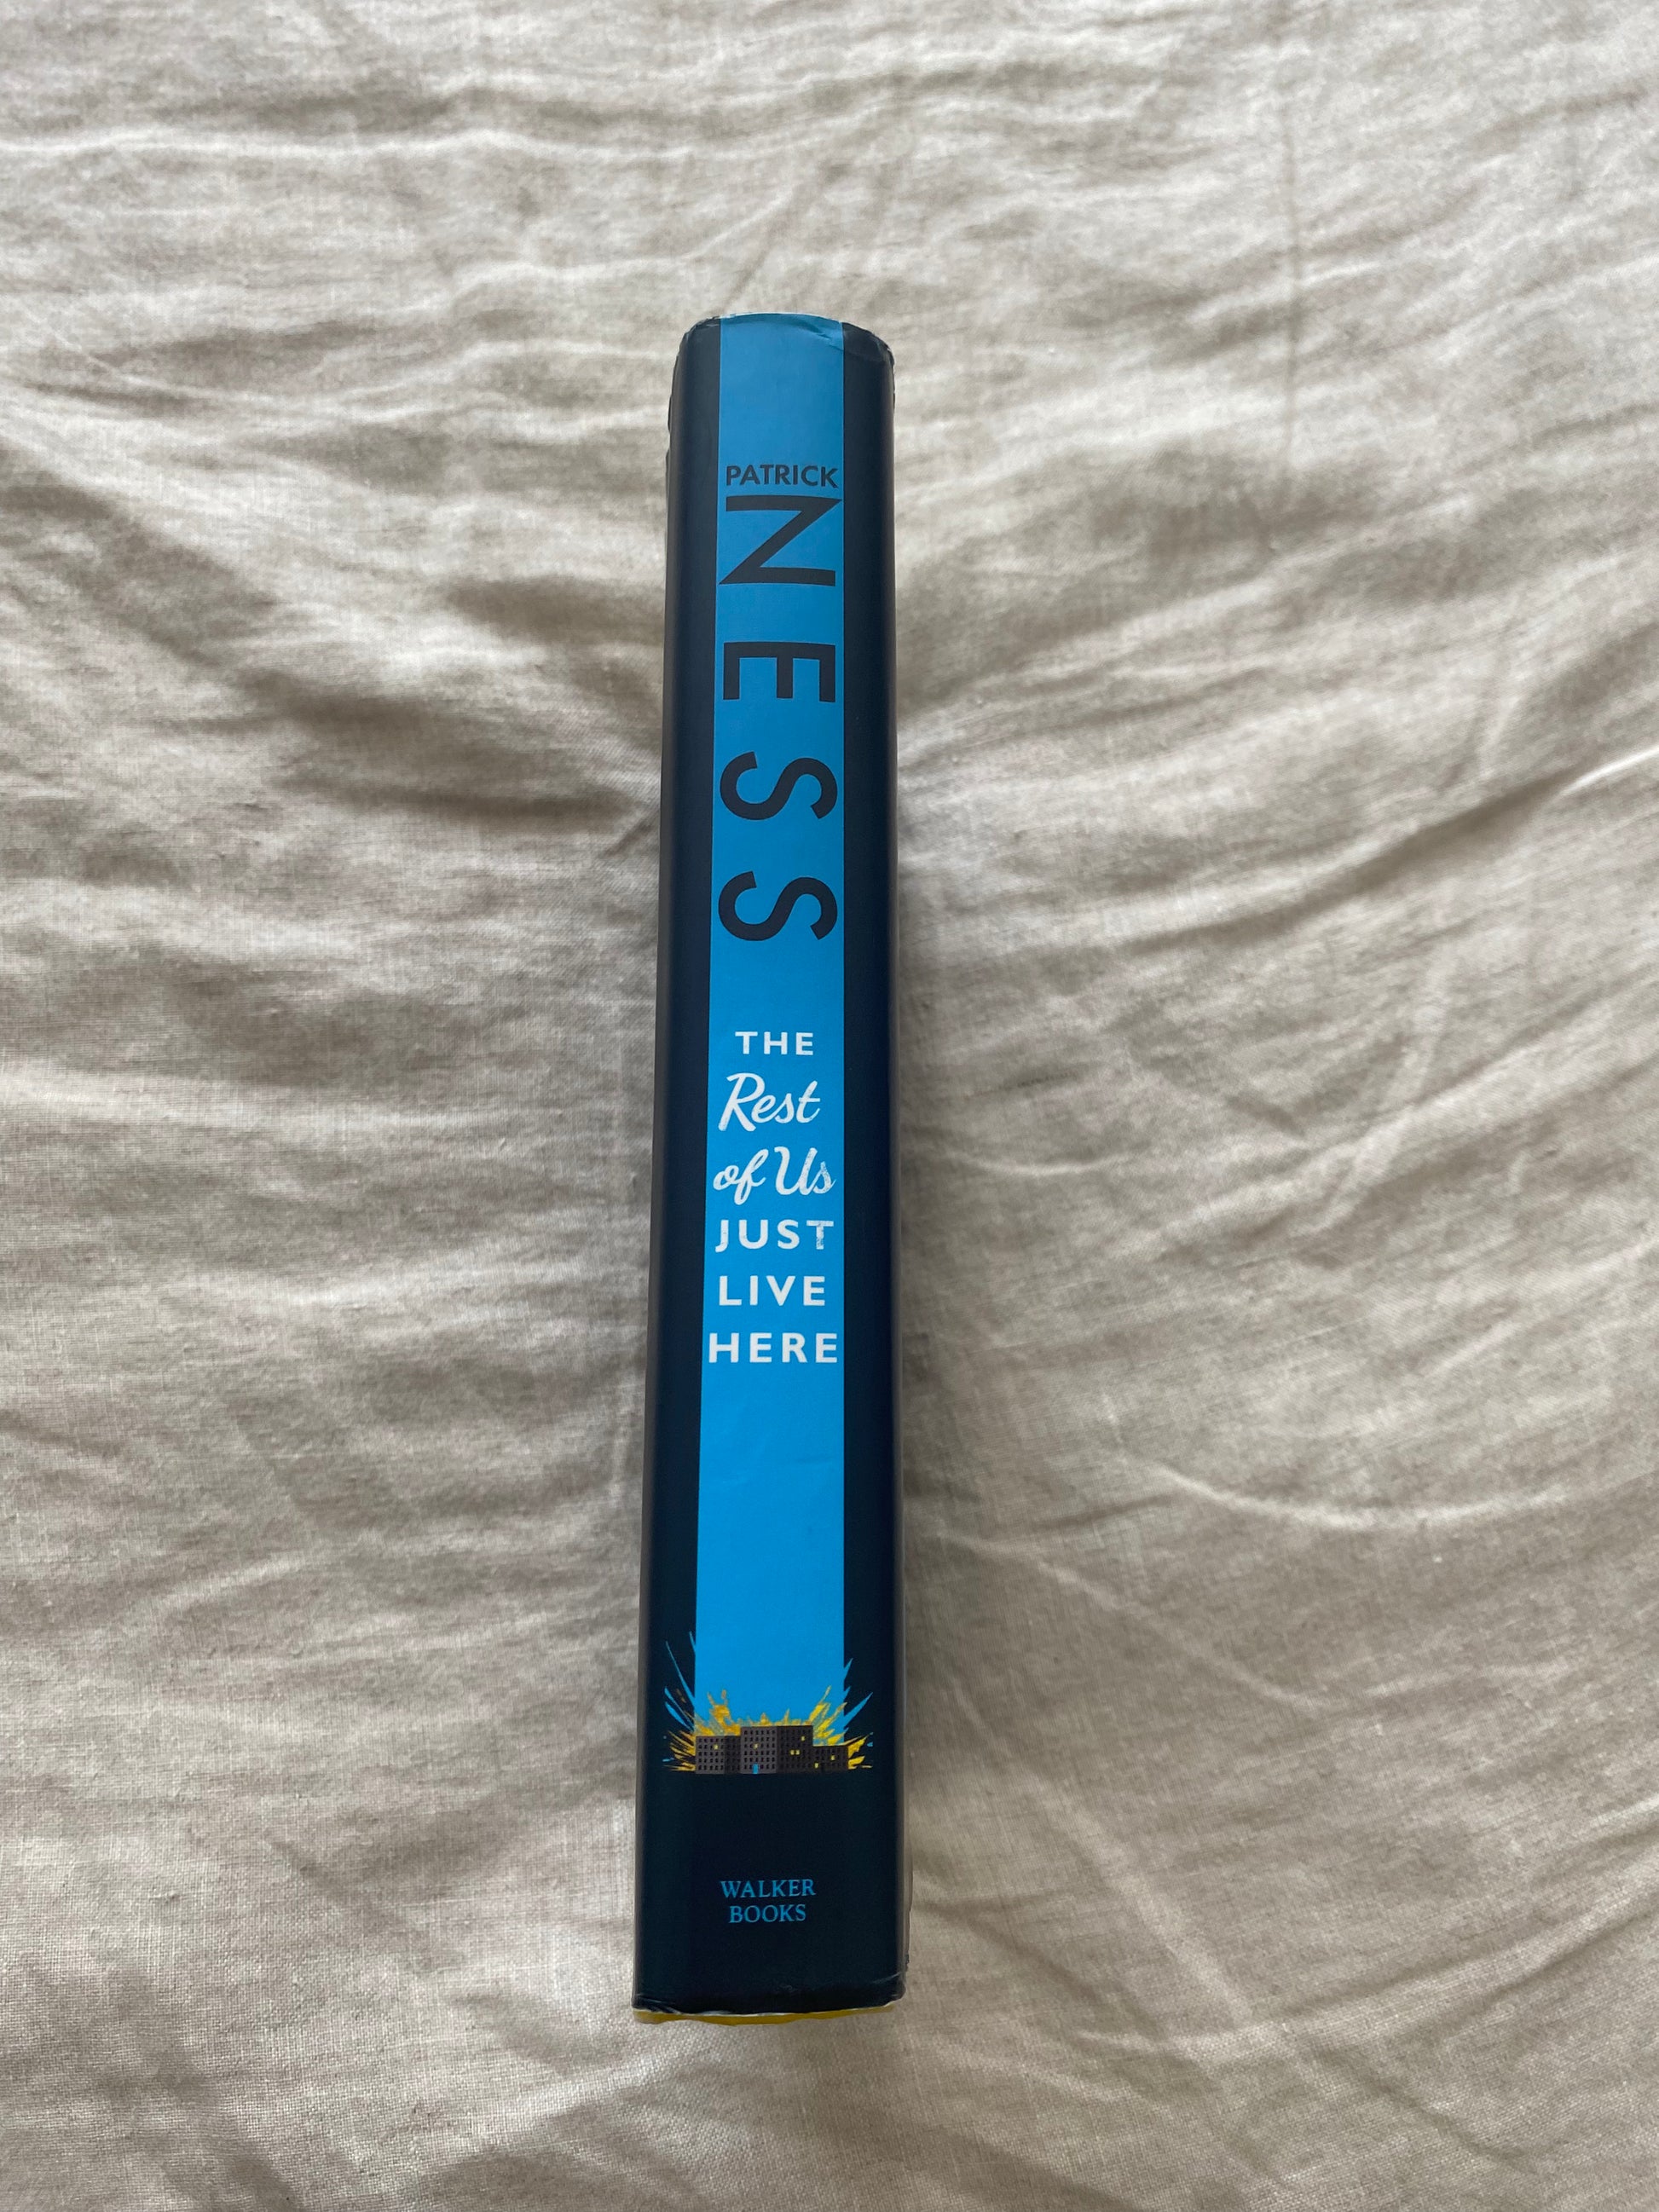 PATRICK
NESS
THE
Rest
of Us
JUST
LIVE
HERE
WALKER
BOOKS